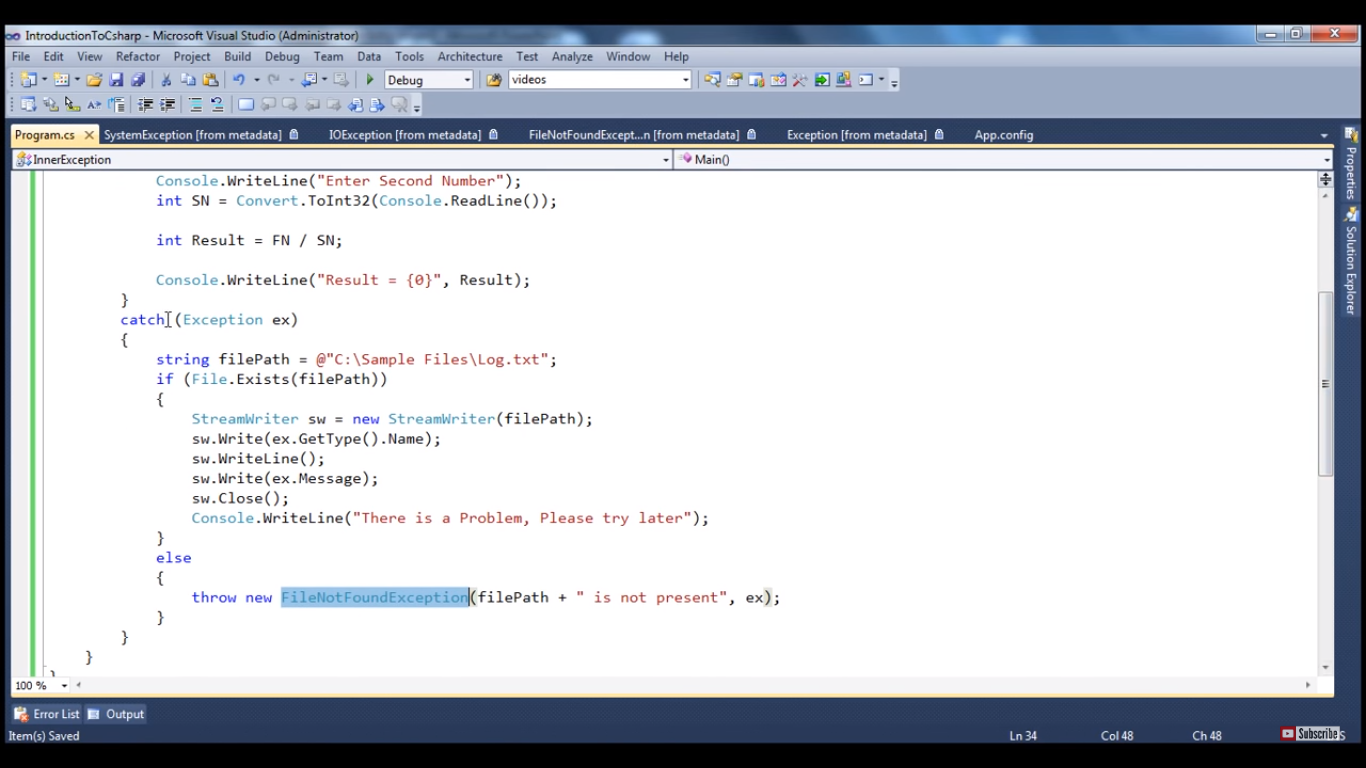 IntroductionToCsharp - Microsoft Visual Studio (Administrator)
File Edit View Refactor Project Build Debug Team Data Tools Architecture Test Analyze Window Help
Debug videos
Program.cs SystemException [from metadata] IOException [from metadata] FileNotFoundExcept...n [from metadata] Exception [from metadata] App.config
InnerException Main()
Console.WriteLine("Enter Second Number");
int SN = Convert.ToInt32(Console.ReadLine());
int Result = FN / SN;
Console.WriteLine("Result = {0}", Result);
}
catch (Exception ex)
{
string filePath = @"C:\Sample Files\Log.txt";
if (File.Exists(filePath))
{
StreamWriter sw = new StreamWriter(filePath);
sw.Write(ex.GetType().Name);
sw.WriteLine();
sw.Write(ex.Message);
sw.Close();
Console.WriteLine("There is a Problem, Please try later");
}
else
{
throw new FileNotFoundException(filePath + " is not present", ex);
}
}
}
100 %
Error List Output
Item(s) Saved Ln 34 Col 48 Ch 48 Subscribe
Properties
Solution Explorer